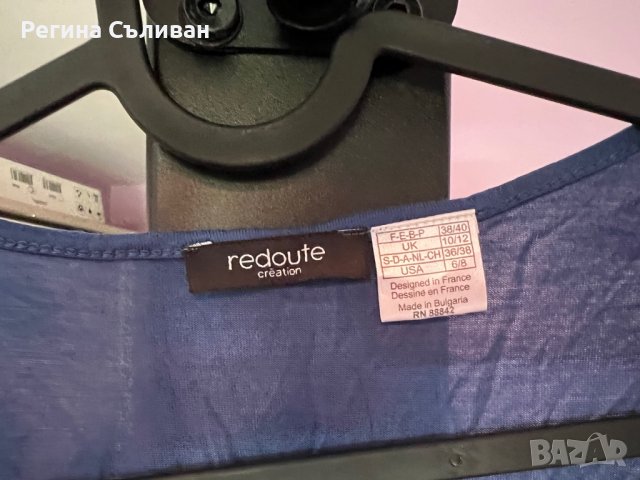 Регина Съливан
redoute
création
F-E-B-P 38/40
UK 10/12
S-D-A-NL-CH 36/38
USA 6/8
Designed in France
Dessiné en France
Made in Bulgaria
RN 88842
BAZAR